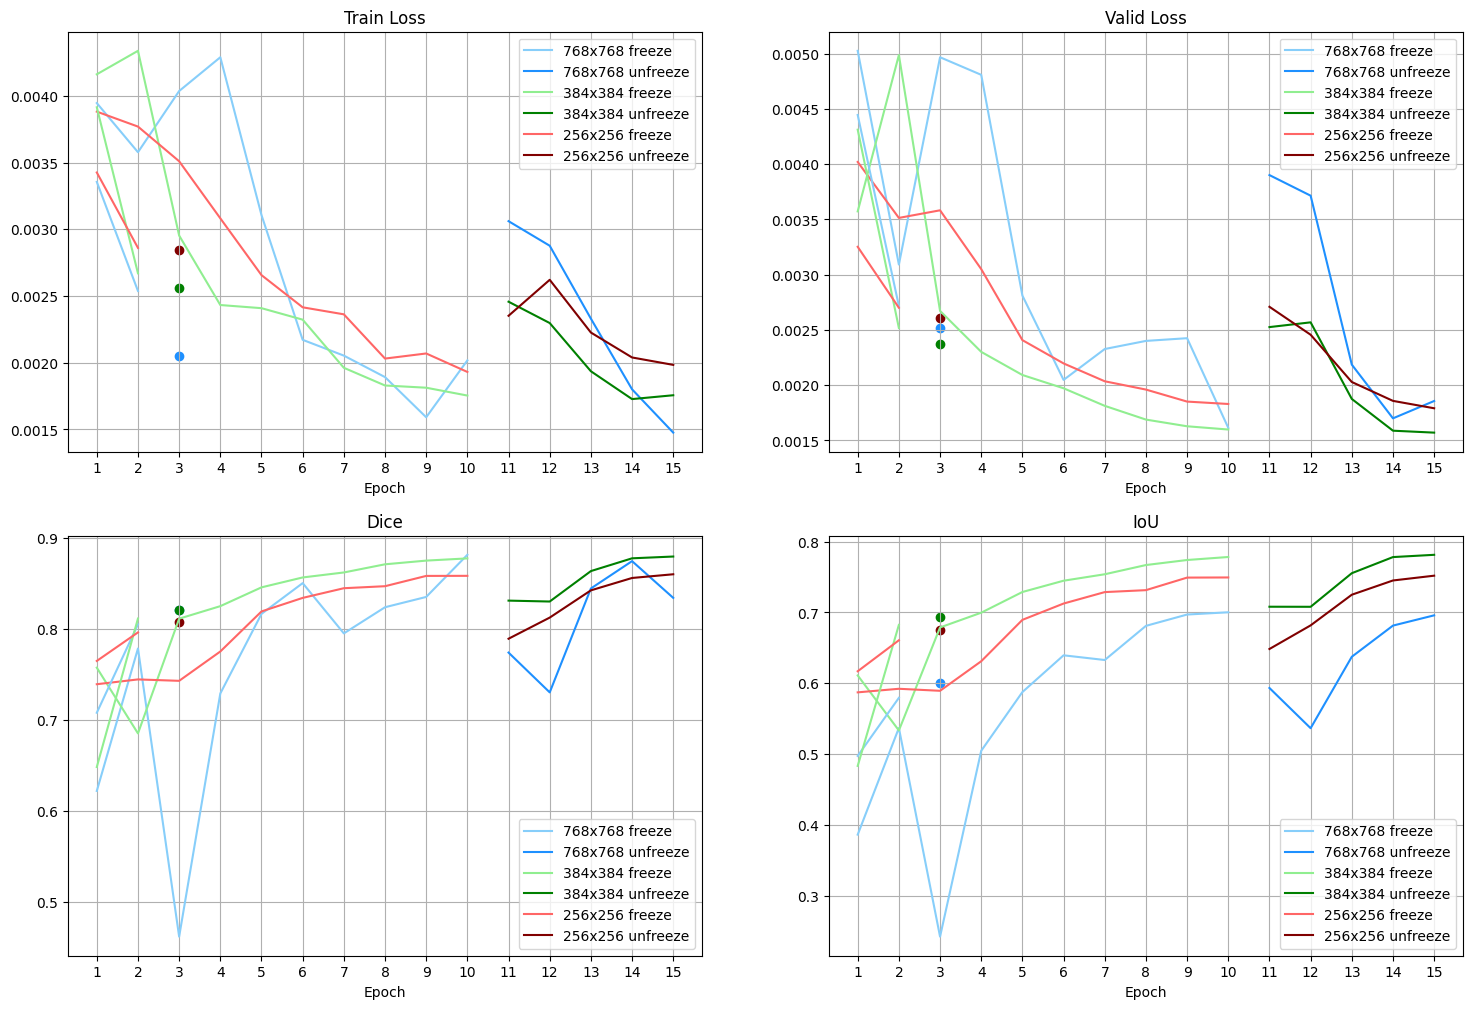 Train Loss
0.0040
0.0035
0.0030
0.0025
0.0020
0.0015
768x768 freeze
768x768 unfreeze
384x384 freeze
384x384 unfreeze
256x256 freeze
256x256 unfreeze
1 2 3 4 5 6 7 8 9 10 11 12 13 14 15
Epoch
Valid Loss
0.0050
0.0045
0.0040
0.0035
0.0030
0.0025
0.0020
0.0015
768x768 freeze
768x768 unfreeze
384x384 freeze
384x384 unfreeze
256x256 freeze
256x256 unfreeze
1 2 3 4 5 6 7 8 9 10 11 12 13 14 15
Epoch
Dice
0.9
0.8
0.7
0.6
0.5
768x768 freeze
768x768 unfreeze
384x384 freeze
384x384 unfreeze
256x256 freeze
256x256 unfreeze
1 2 3 4 5 6 7 8 9 10 11 12 13 14 15
Epoch
IoU
0.8
0.7
0.6
0.5
0.4
0.3
768x768 freeze
768x768 unfreeze
384x384 freeze
384x384 unfreeze
256x256 freeze
256x256 unfreeze
1 2 3 4 5 6 7 8 9 10 11 12 13 14 15
Epoch